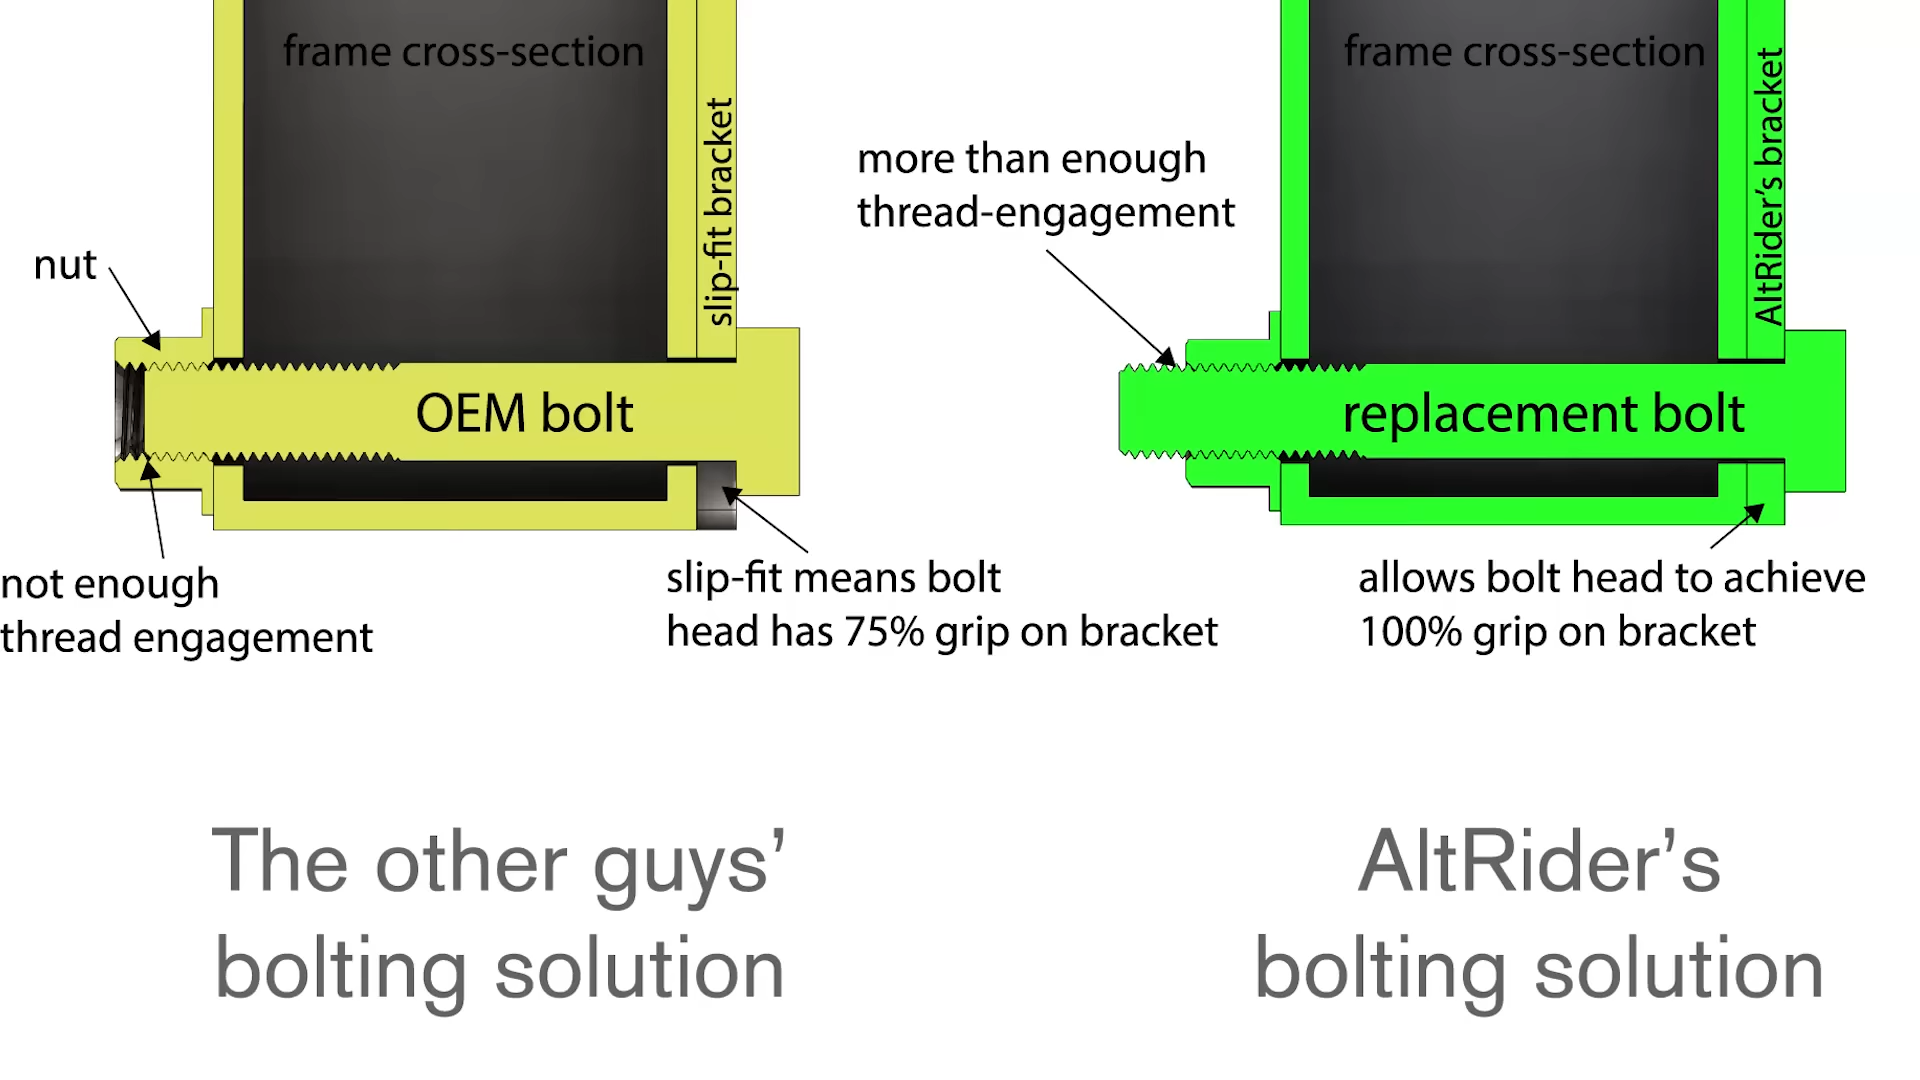 frame cross-section
slip-fit bracket
nut
OEM bolt
not enough
thread engagement
slip-fit means bolt
head has 75% grip on bracket
The other guys’
bolting solution
frame cross-section
AltRider’s bracket
more than enough
thread-engagement
replacement bolt
allows bolt head to achieve
100% grip on bracket
AltRider’s
bolting solution